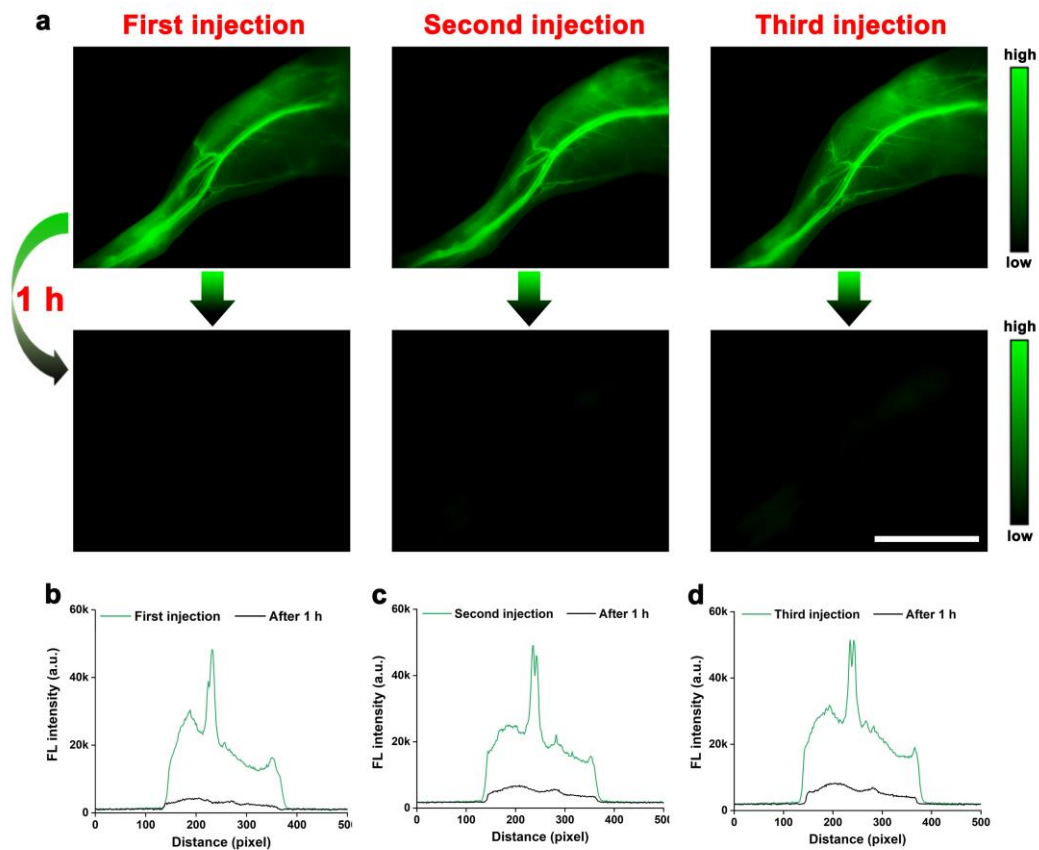 a
First injection
Second injection
Third injection
high
low
1 h
high
low
b
60k
40k
20k
0
First injection
After 1 h
FL intensity (a.u.)
0 100 200 300 400 500
Distance (pixel)
c
60k
40k
20k
0
Second injection
After 1 h
FL intensity (a.u.)
0 100 200 300 400 500
Distance (pixel)
d
60k
40k
20k
0
Third injection
After 1 h
FL intensity (a.u.)
0 100 200 300 400 500
Distance (pixel)